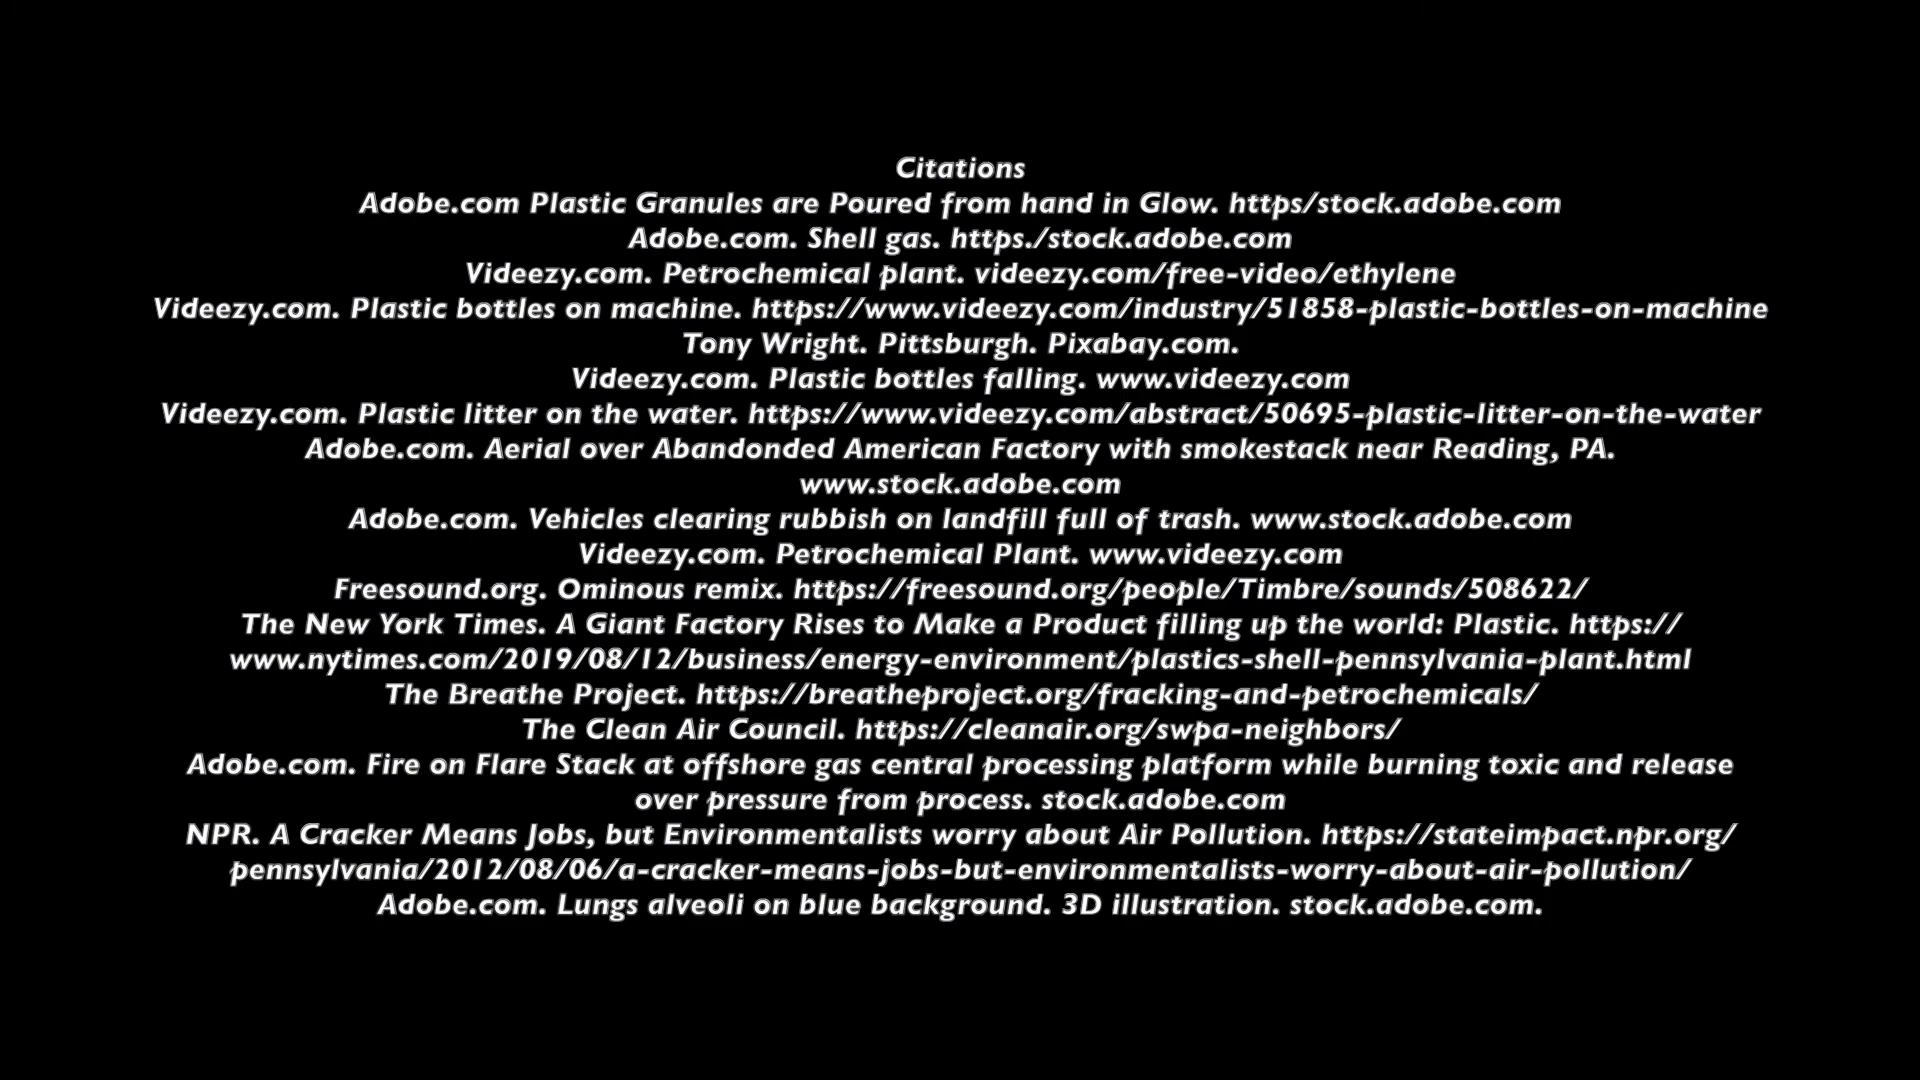 Citations
Adobe.com Plastic Granules are Poured from hand in Glow. https/stock.adobe.com
Adobe.com. Shell gas. https./stock.adobe.com
Videezy.com. Petrochemical plant. videezy.com/free-video/ethylene
Videezy.com. Plastic bottles on machine. https://www.videezy.com/industry/51858-plastic-bottles-on-machine
Tony Wright. Pittsburgh. Pixabay.com.
Videezy.com. Plastic bottles falling. www.videezy.com
Videezy.com. Plastic litter on the water. https://www.videezy.com/abstract/50695-plastic-litter-on-the-water
Adobe.com. Aerial over Abandonded American Factory with smokestack near Reading, PA.
www.stock.adobe.com
Adobe.com. Vehicles clearing rubbish on landfill full of trash. www.stock.adobe.com
Videezy.com. Petrochemical Plant. www.videezy.com
Freesound.org. Ominous remix. https://freesound.org/people/Timbre/sounds/508622/
The New York Times. A Giant Factory Rises to Make a Product filling up the world: Plastic. https://
www.nytimes.com/2019/08/12/business/energy-environment/plastics-shell-pennsylvania-plant.html
The Breathe Project. https://breatheproject.org/fracking-and-petrochemicals/
The Clean Air Council. https://cleanair.org/swpa-neighbors/
Adobe.com. Fire on Flare Stack at offshore gas central processing platform while burning toxic and release
over pressure from process. stock.adobe.com
NPR. A Cracker Means Jobs, but Environmentalists worry about Air Pollution. https://stateimpact.npr.org/
pennsylvania/2012/08/06/a-cracker-means-jobs-but-environmentalists-worry-about-air-pollution/
Adobe.com. Lungs alveoli on blue background. 3D illustration. stock.adobe.com.